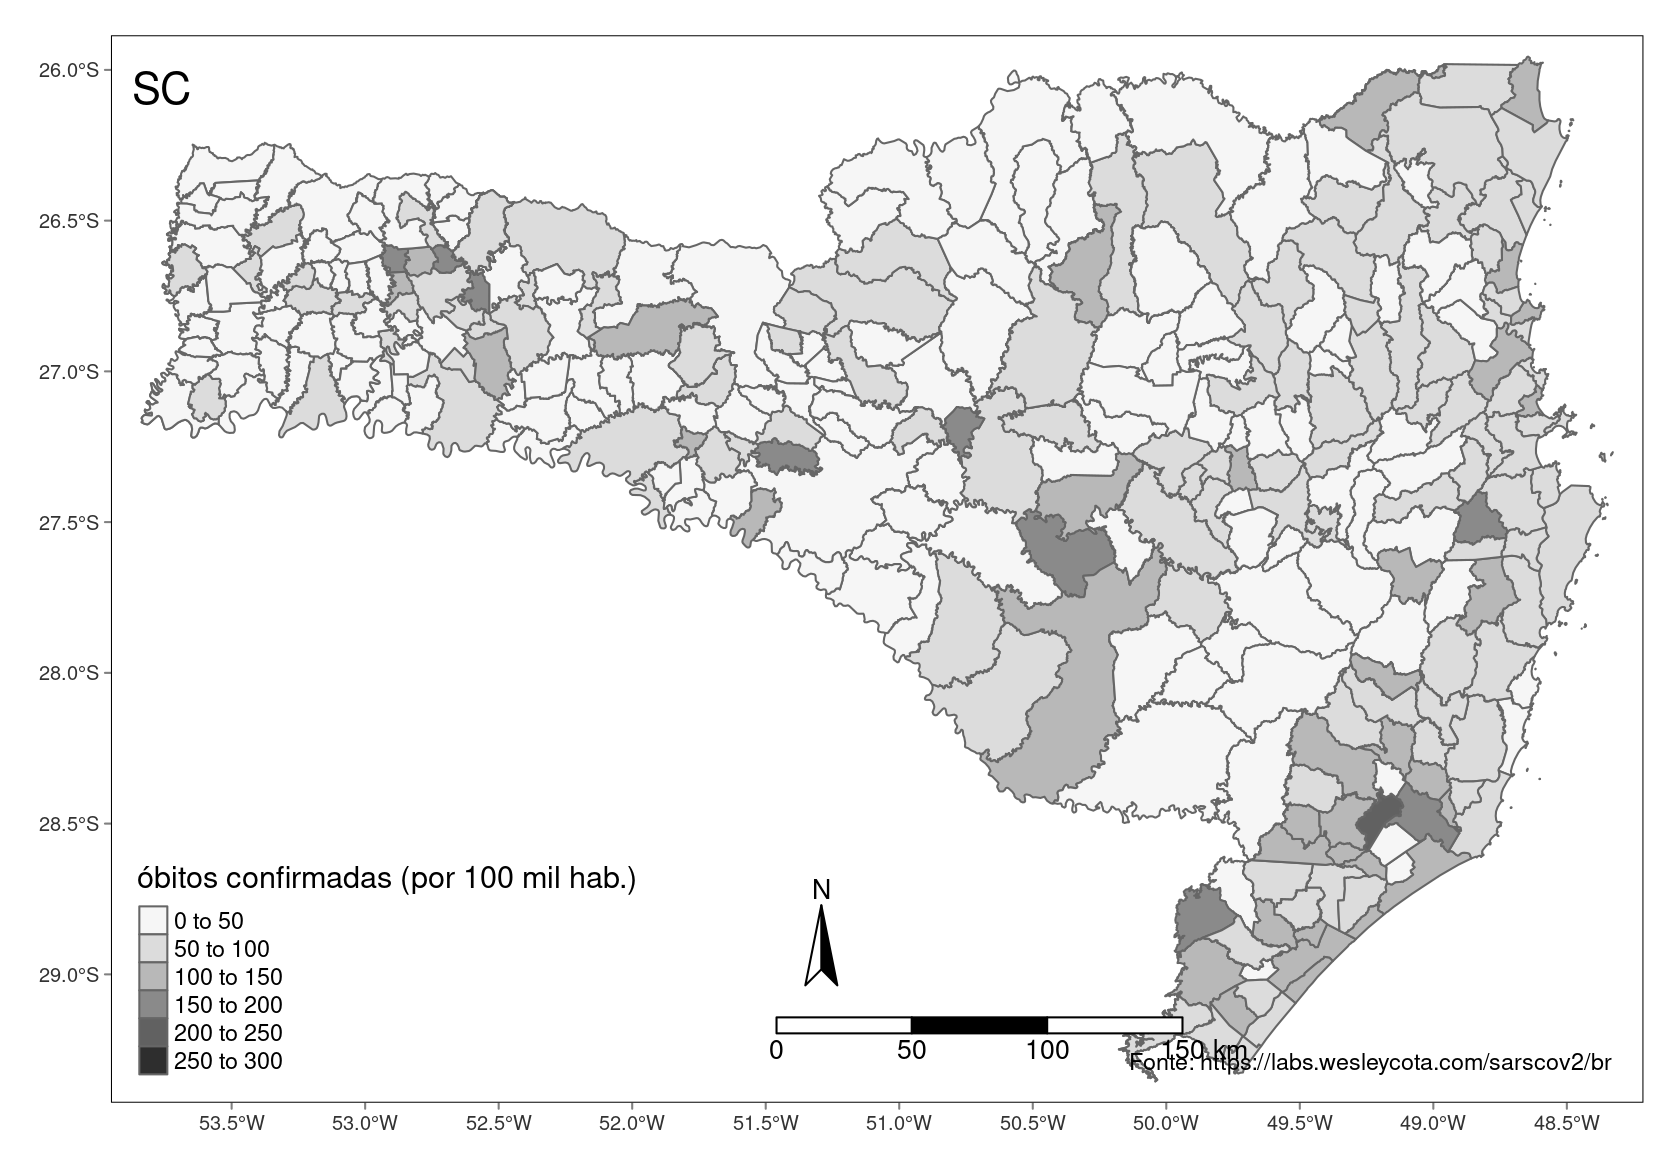 SC
26.0°S
26.5°S
27.0°S
27.5°S
28.0°S
28.5°S
29.0°S
óbitos confirmadas (por 100 mil hab.)
0 to 50
50 to 100
100 to 150
150 to 200
200 to 250
250 to 300
N
0 50 100 150 km
Fonte: https://labs.wesleycota.com/sarscov2/br
53.5°W 53.0°W 52.5°W 52.0°W 51.5°W 51.0°W 50.5°W 50.0°W 49.5°W 49.0°W 48.5°W